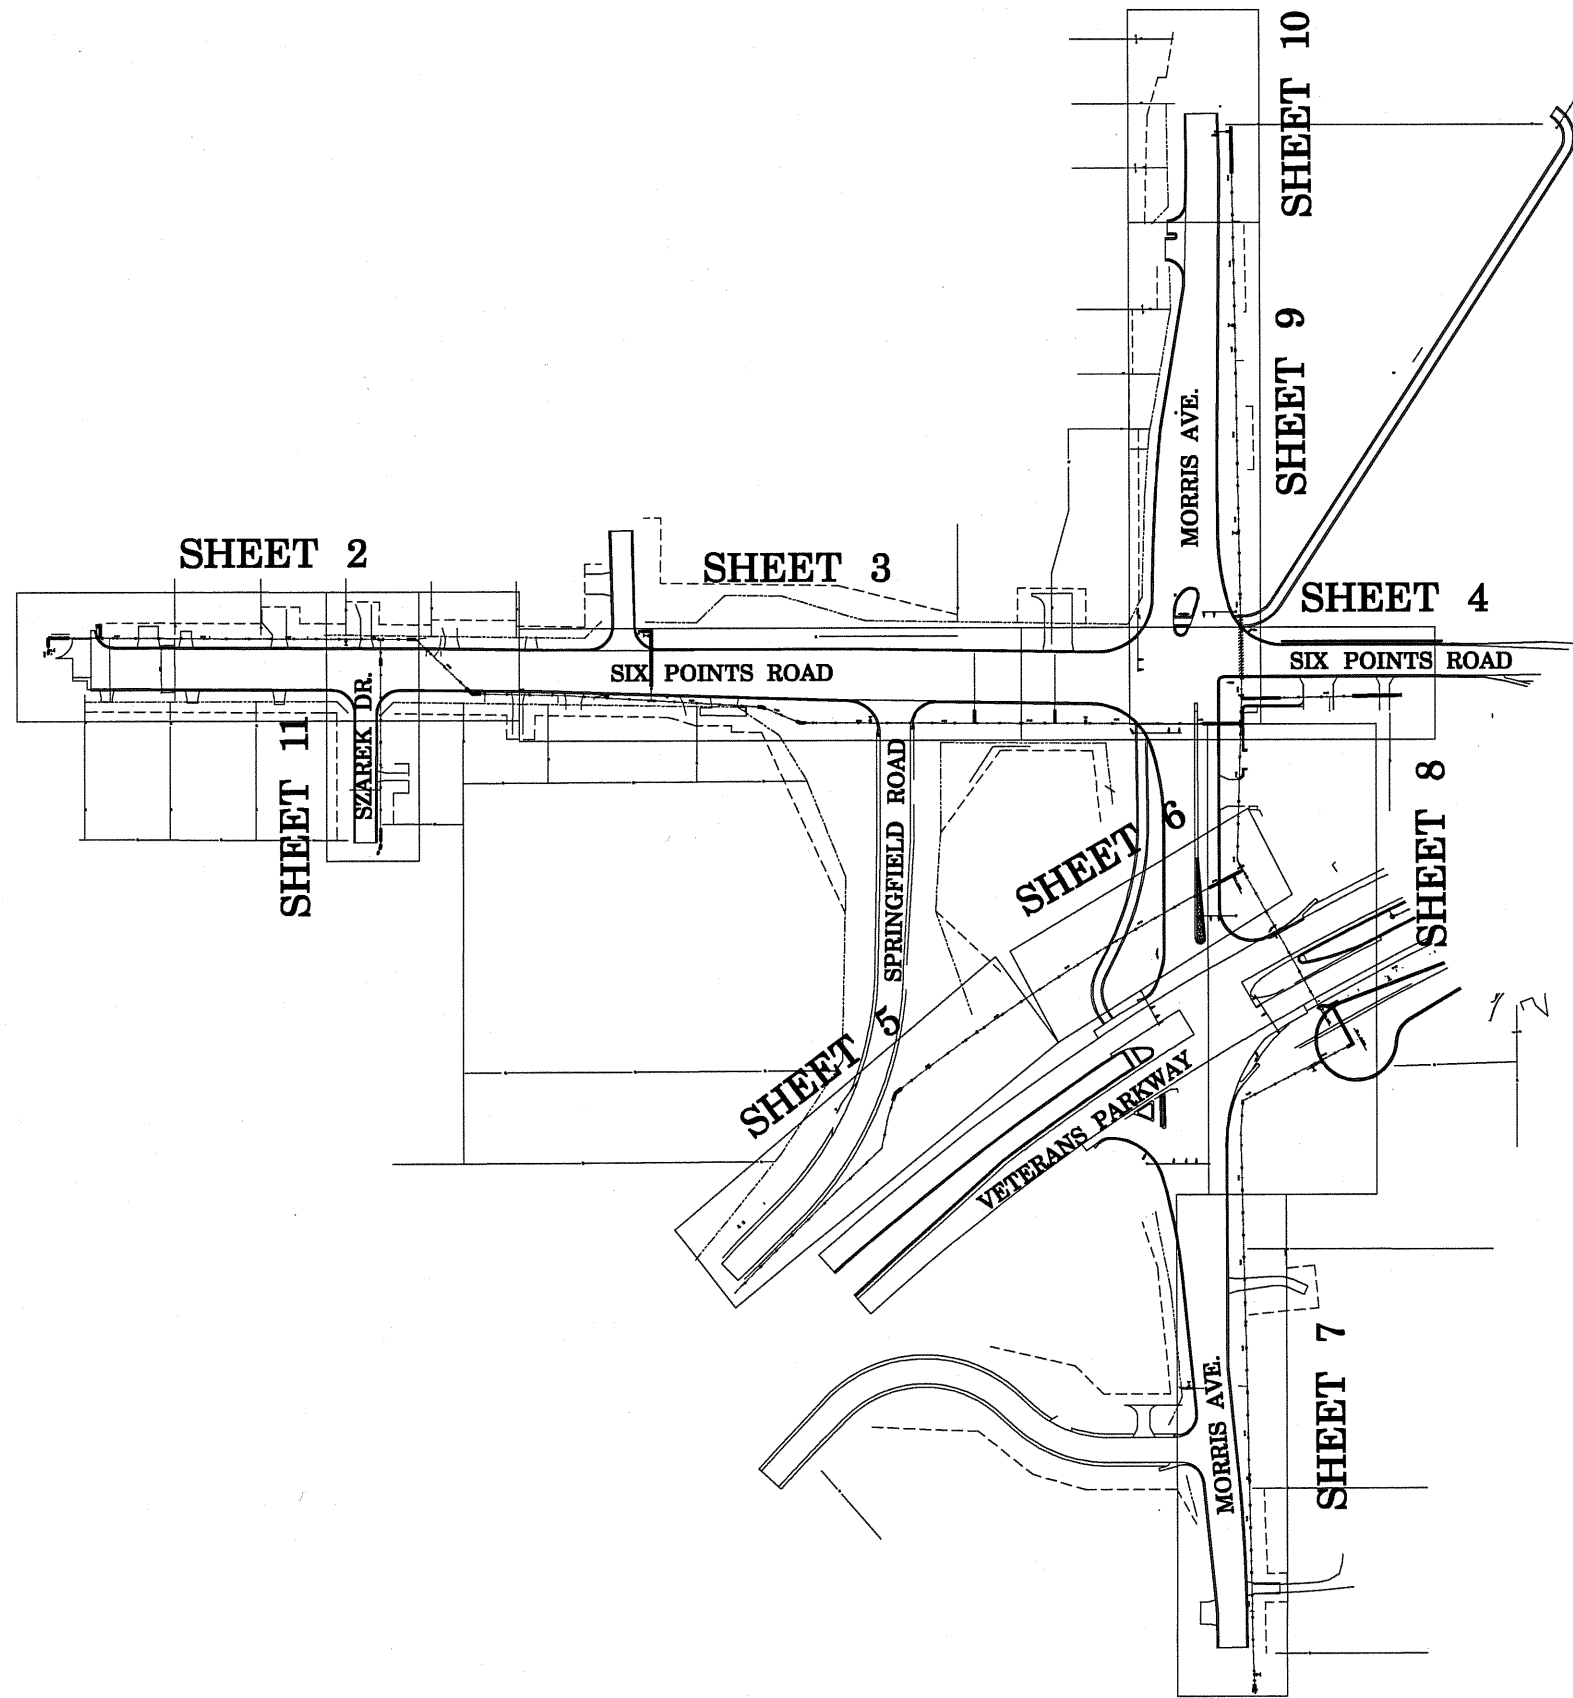 SHEET 10
SHEET 9
MORRIS AVE.
SHEET 2
SHEET 3
SHEET 4
SIX POINTS ROAD
SIX POINTS ROAD
SZAREK DR.
SHEET 11
SPRINGFIELD ROAD
SHEET 6
SHEET 8
SHEET 5
VETERANS PARKWAY
SHEET 7
MORRIS AVE.